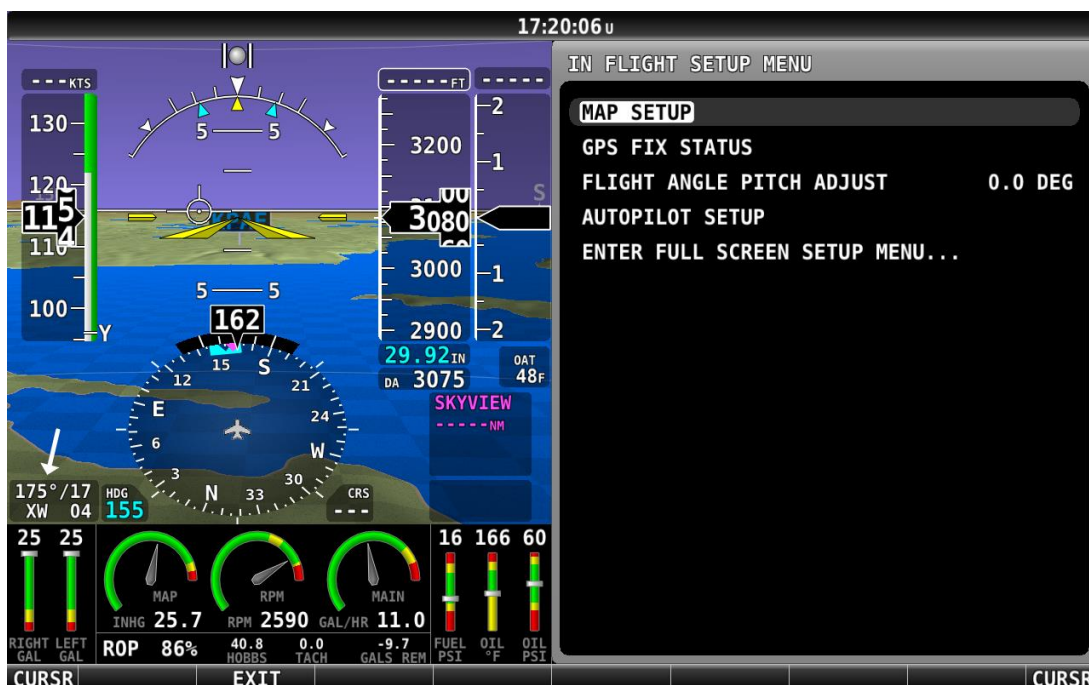 17:20:06 U
IN FLIGHT SETUP MENU
MAP SETUP
GPS FIX STATUS
FLIGHT ANGLE PITCH ADJUST 0.0 DEG
AUTOPILOT SETUP
ENTER FULL SCREEN SETUP MENU...
---KTS
-----FT
-----
130
120
115
4
110
100
Y
5 5
5 5
3200
00
3080
60
3000
2900
2
1
1
2
S
KPAE
162
29.92IN
DA 3075
OAT
48F
SKYVIEW
-----NM
12 15 S 21 24 W 30 33 N 3 6 E
175°/17
XW 04
HDG
155
CRS
---
25 25
RIGHT GAL
LEFT GAL
MAP
INHG 25.7
RPM
RPM 2590
MAIN
GAL/HR 11.0
ROP 86%
40.8 HOBBS
0.0 TACH
-9.7 GALS REM
16 166 60
FUEL PSI
OIL °F
OIL PSI
CURSR EXIT CURSR